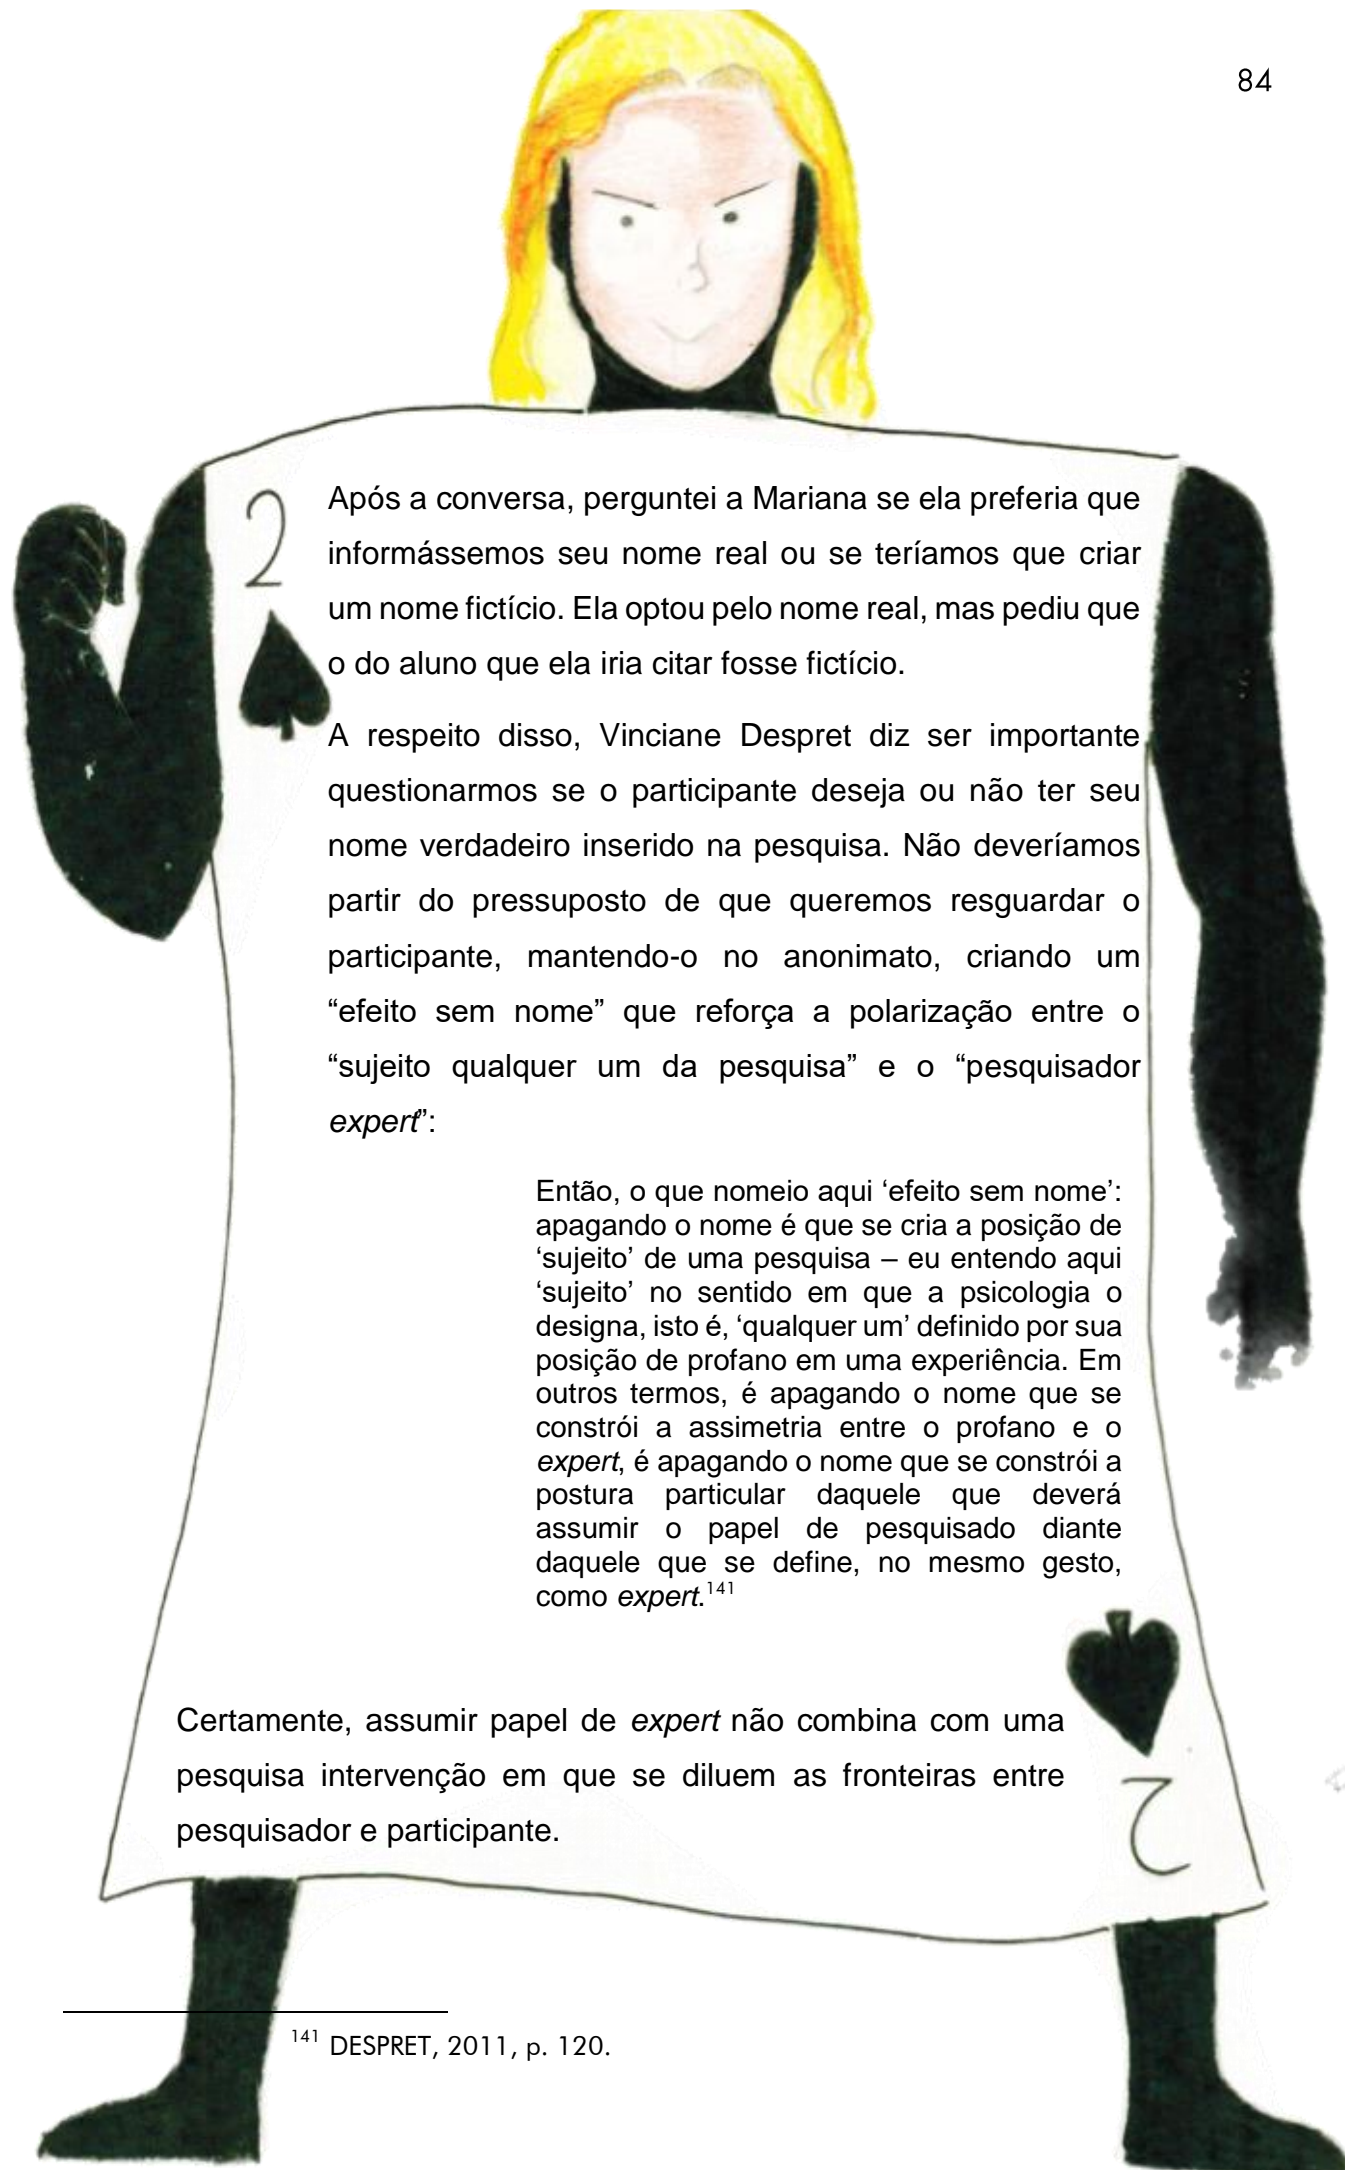 84
2
Após a conversa, perguntei a Mariana se ela preferia que
informássemos seu nome real ou se teríamos que criar
um nome fictício. Ela optou pelo nome real, mas pediu que
o do aluno que ela iria citar fosse fictício.
A respeito disso, Vinciane Despret diz ser importante
questionarmos se o participante deseja ou não ter seu
nome verdadeiro inserido na pesquisa. Não deveríamos
partir do pressuposto de que queremos resguardar o
participante, mantendo-o no anonimato, criando um
“efeito sem nome” que reforça a polarização entre o
“sujeito qualquer um da pesquisa” e o “pesquisador
expert”:
Então, o que nomeio aqui ‘efeito sem nome’:
apagando o nome é que se cria a posição de
‘sujeito’ de uma pesquisa – eu entendo aqui
‘sujeito’ no sentido em que a psicologia o
designa, isto é, ‘qualquer um’ definido por sua
posição de profano em uma experiência. Em
outros termos, é apagando o nome que se
constrói a assimetria entre o profano e o
expert, é apagando o nome que se constrói a
postura particular daquele que deverá
assumir o papel de pesquisado diante
daquele que se define, no mesmo gesto,
como expert.141
Certamente, assumir papel de expert não combina com uma
pesquisa intervenção em que se diluem as fronteiras entre
pesquisador e participante.
2
141 DESPRET, 2011, p. 120.